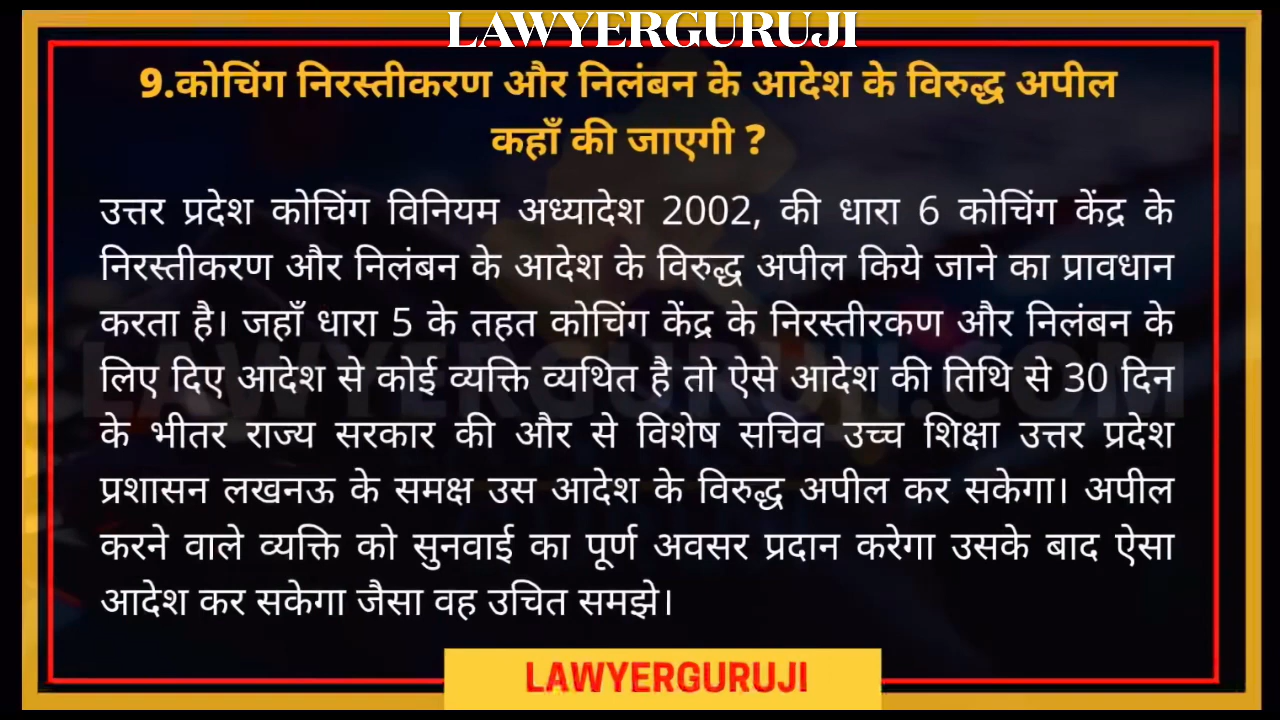 LAWYERGURUJI
9.कोचिंग निरस्तीकरण और निलंबन के आदेश के विरुद्ध अपील
कहाँ की जाएगी ?
उत्तर प्रदेश कोचिंग विनियम अध्यादेश 2002, की धारा 6 कोचिंग केंद्र के
निरस्तीकरण और निलंबन के आदेश के विरुद्ध अपील किये जाने का प्रावधान
करता है। जहाँ धारा 5 के तहत कोचिंग केंद्र के निरस्तीरकण और निलंबन के
लिए दिए आदेश से कोई व्यक्ति व्यथित है तो ऐसे आदेश की तिथि से 30 दिन
के भीतर राज्य सरकार की और से विशेष सचिव उच्च शिक्षा उत्तर प्रदेश
प्रशासन लखनऊ के समक्ष उस आदेश के विरुद्ध अपील कर सकेगा। अपील
करने वाले व्यक्ति को सुनवाई का पूर्ण अवसर प्रदान करेगा उसके बाद ऐसा
आदेश कर सकेगा जैसा वह उचित समझे।
LAWYERGURUJI.COM
LAWYERGURUJI